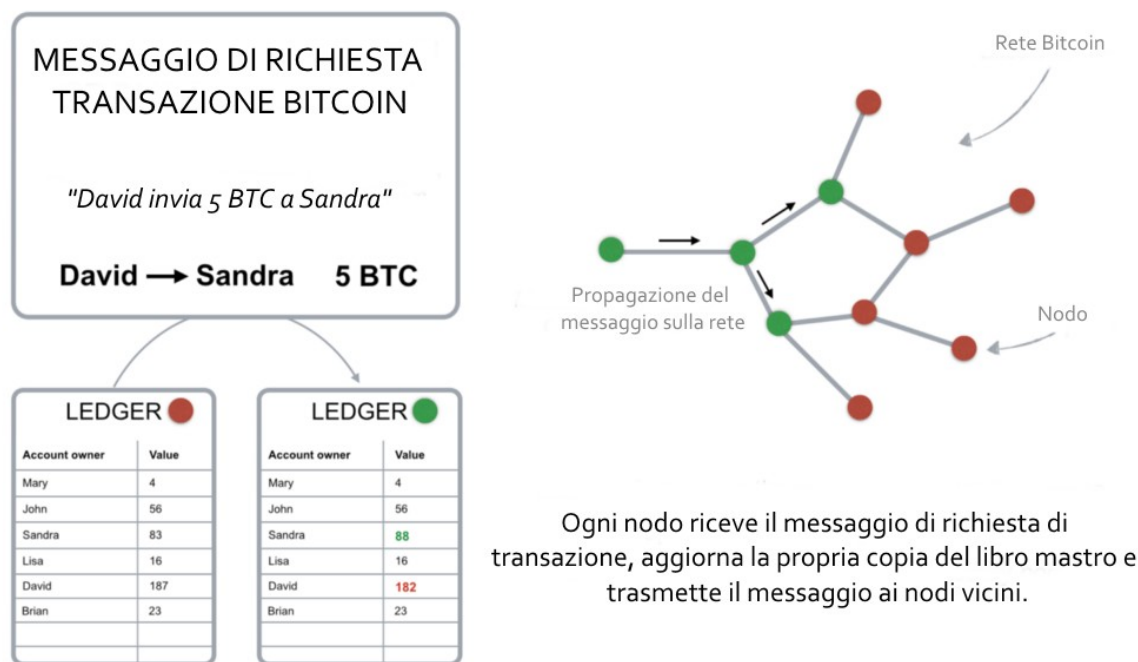 MESSAGGIO DI RICHIESTA
TRANSAZIONE BITCOIN
"David invia 5 BTC a Sandra"
David → Sandra 5 BTC
LEDGER
Account owner Value
Mary 4
John 56
Sandra 83
Lisa 16
David 187
Brian 23
LEDGER
Account owner Value
Mary 4
John 56
Sandra 88
Lisa 16
David 182
Brian 23
Rete Bitcoin
Propagazione del
messaggio sulla rete
Nodo
Ogni nodo riceve il messaggio di richiesta di
transazione, aggiorna la propria copia del libro mastro e
trasmette il messaggio ai nodi vicini.